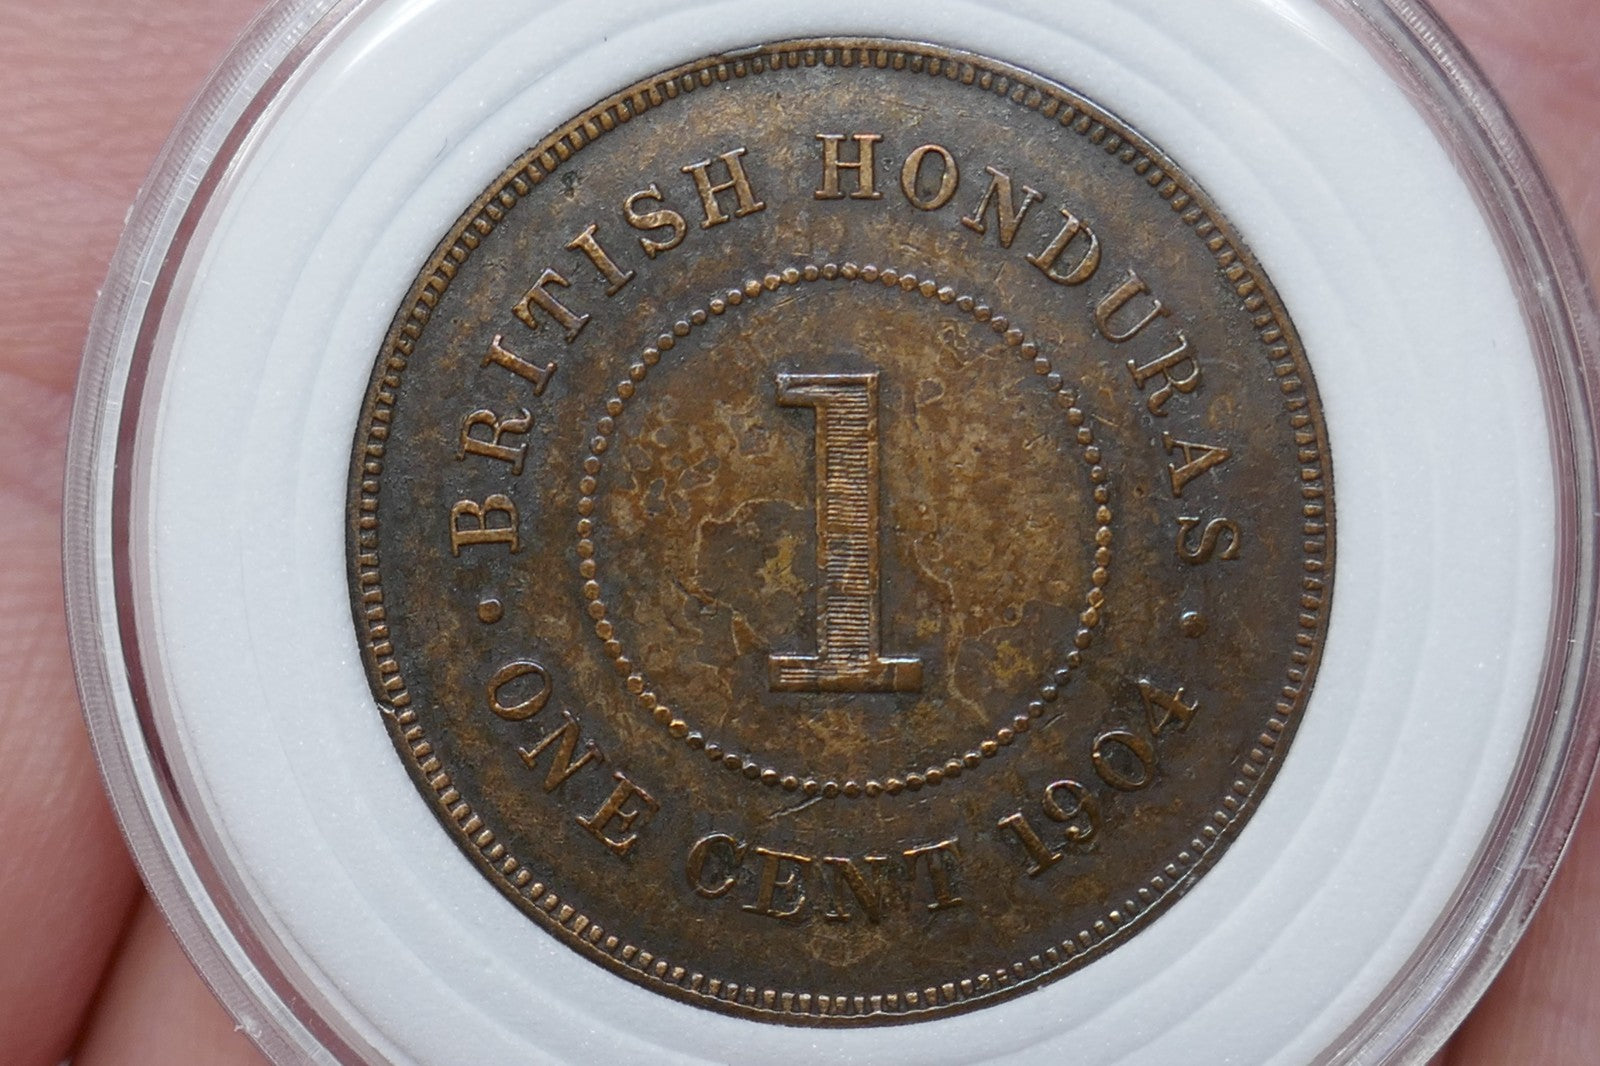 BRITISH HONDURAS
1
· ONE CENT 1904 ·